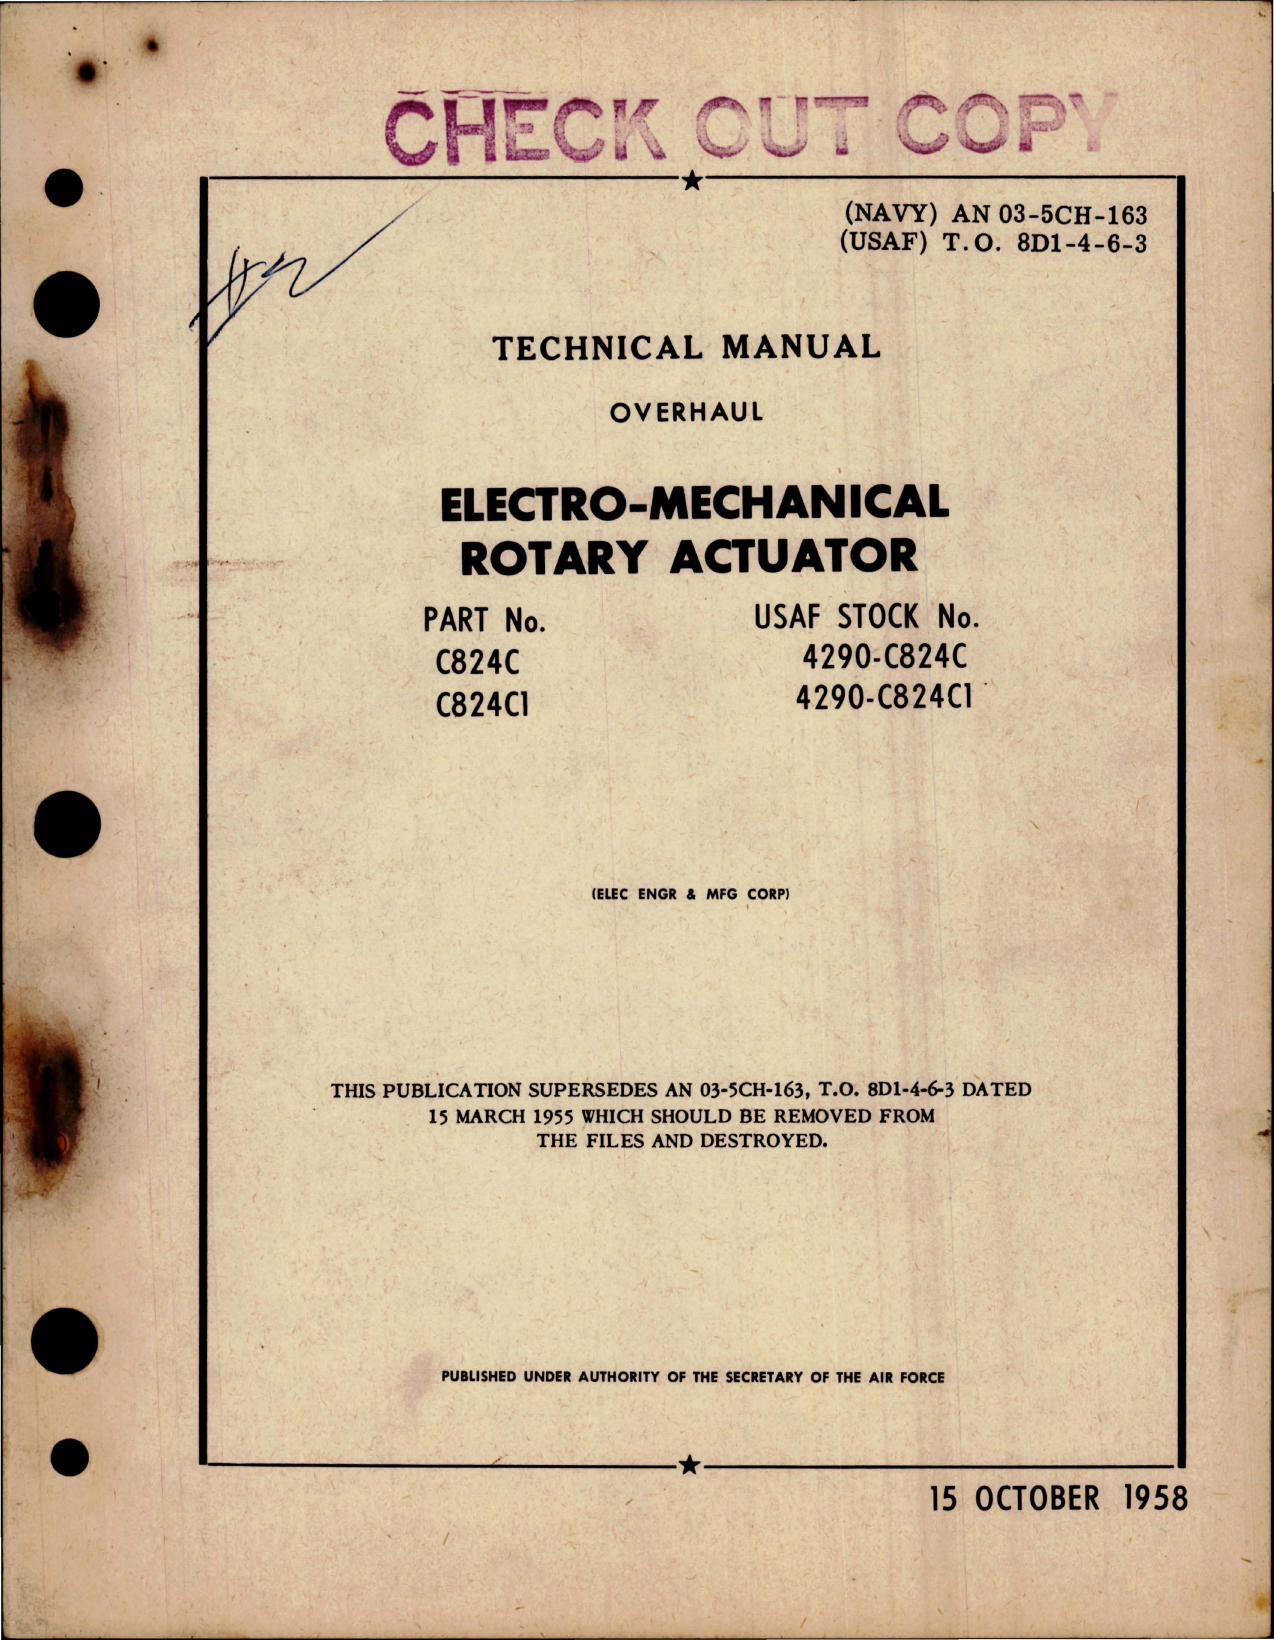 CHECK OUT COPY
(NAVY) AN 03-5CH-163
(USAF) T.O. 8D1-4-6-3
#2
TECHNICAL MANUAL
OVERHAUL
ELECTRO-MECHANICAL
ROTARY ACTUATOR
PART No. USAF STOCK No.
C824C 4290-C824C
C824C1 4290-C824C1
(ELEC ENGR & MFG CORP)
THIS PUBLICATION SUPERSEDES AN 03-5CH-163, T.O. 8D1-4-6-3 DATED
15 MARCH 1955 WHICH SHOULD BE REMOVED FROM
THE FILES AND DESTROYED.
PUBLISHED UNDER AUTHORITY OF THE SECRETARY OF THE AIR FORCE
15 OCTOBER 1958